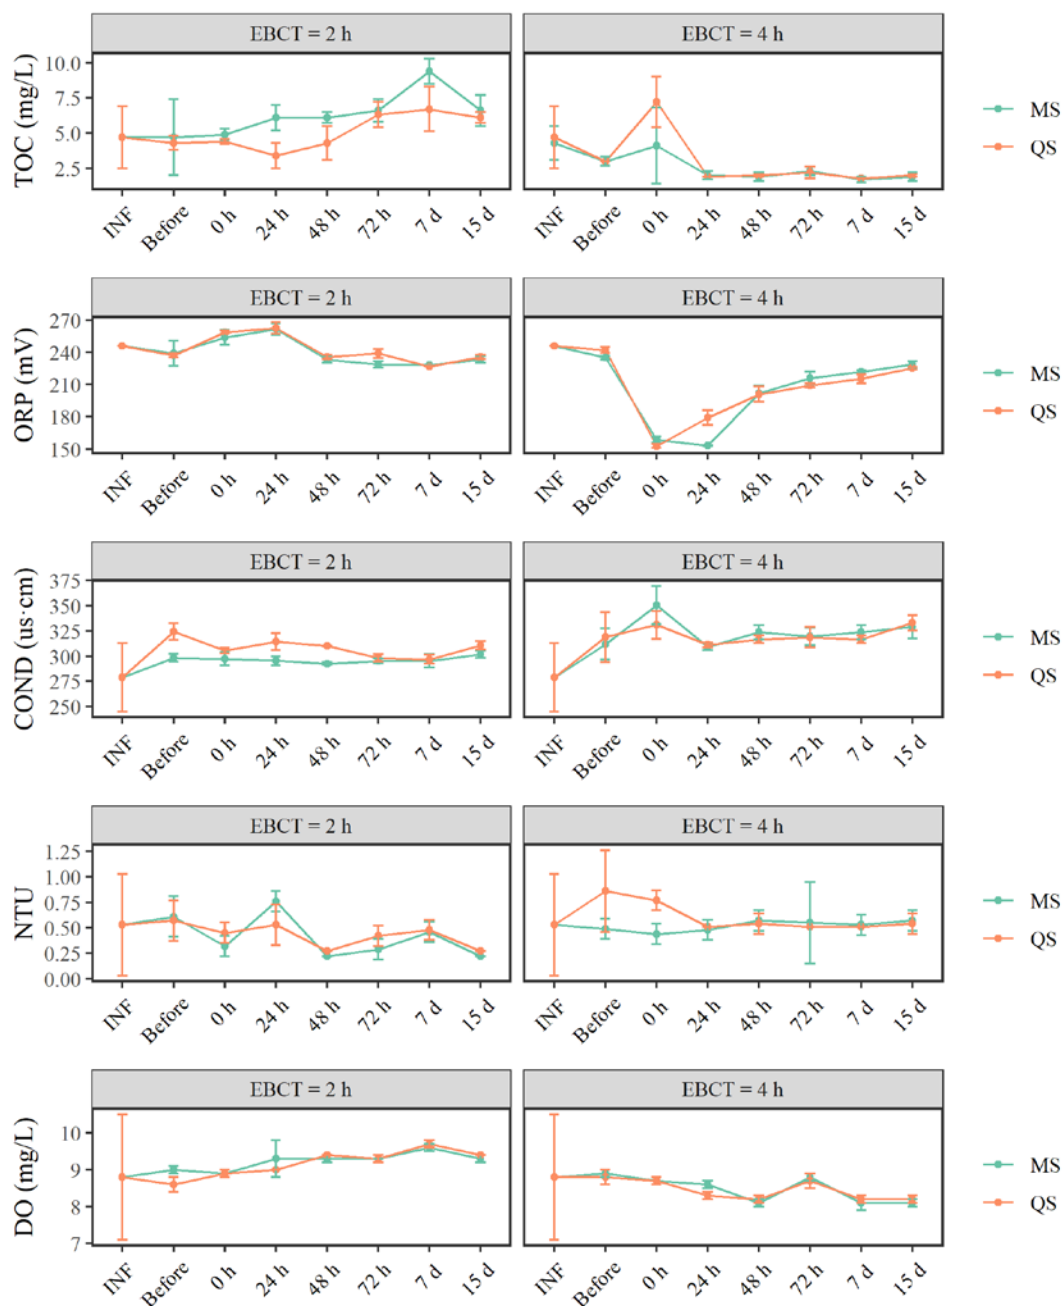 EBCT = 2 h EBCT = 4 h
TOC (mg/L)
10.0
7.5
5.0
2.5
MS
QS
INF Before 0 h 24 h 48 h 72 h 7 d 15 d INF Before 0 h 24 h 48 h 72 h 7 d 15 d
EBCT = 2 h EBCT = 4 h
ORP (mV)
270
240
210
180
150
MS
QS
INF Before 0 h 24 h 48 h 72 h 7 d 15 d INF Before 0 h 24 h 48 h 72 h 7 d 15 d
EBCT = 2 h EBCT = 4 h
COND (us·cm)
375
350
325
300
275
250
MS
QS
INF Before 0 h 24 h 48 h 72 h 7 d 15 d INF Before 0 h 24 h 48 h 72 h 7 d 15 d
EBCT = 2 h EBCT = 4 h
NTU
1.25
1.00
0.75
0.50
0.25
0.00
MS
QS
INF Before 0 h 24 h 48 h 72 h 7 d 15 d INF Before 0 h 24 h 48 h 72 h 7 d 15 d
EBCT = 2 h EBCT = 4 h
DO (mg/L)
10
9
8
7
MS
QS
INF Before 0 h 24 h 48 h 72 h 7 d 15 d INF Before 0 h 24 h 48 h 72 h 7 d 15 d